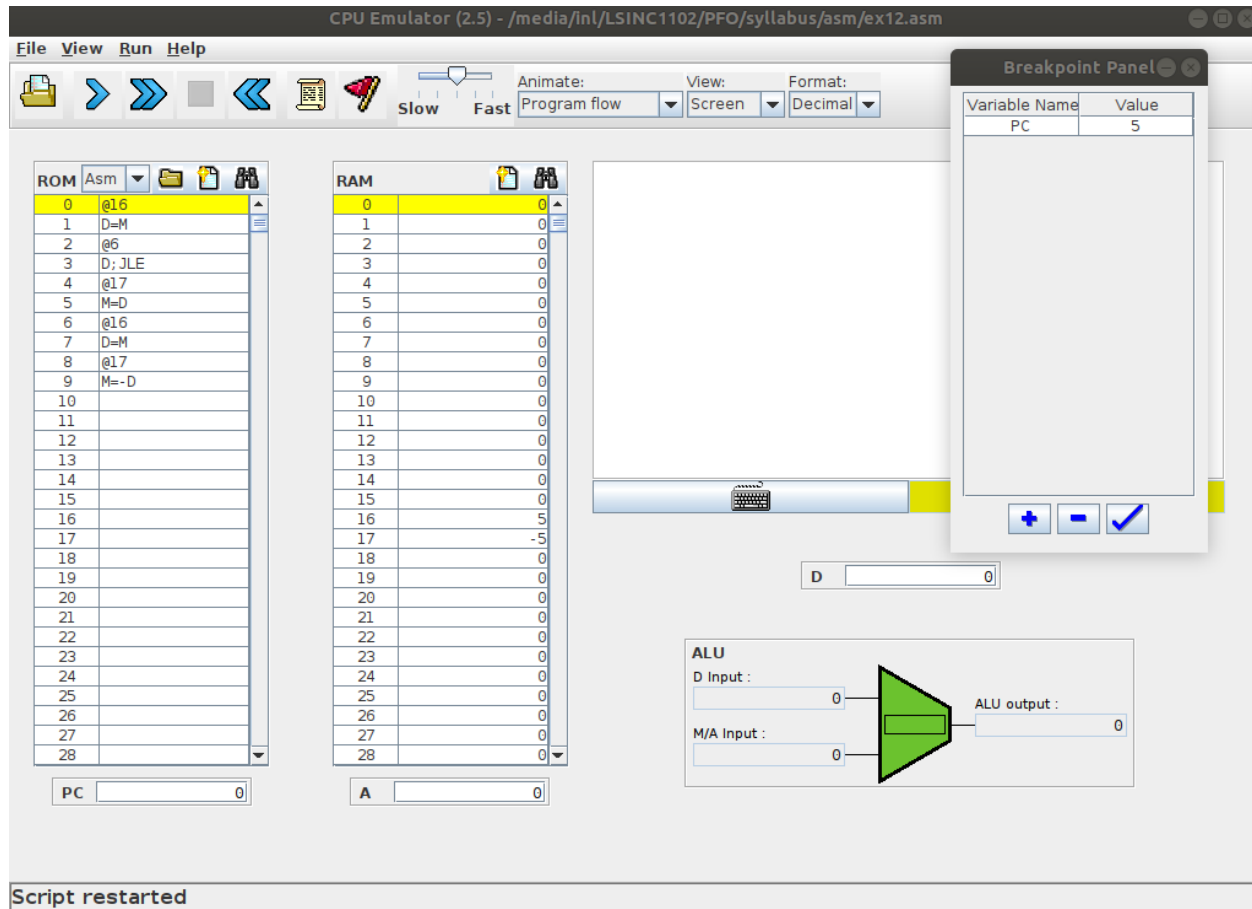 CPU Emulator (2.5) - /media/inl/LSINC1102/PFO/syllabus/asm/ex12.asm
File View Run Help
Slow Fast
Animate:
Program flow
View:
Screen
Format:
Decimal
Breakpoint Panel
Variable Name Value
PC 5
ROM Asm
0 @16
1 D=M
2 @6
3 D;JLE
4 @17
5 M=D
6 @16
7 D=M
8 @17
9 M=-D
10
11
12
13
14
15
16
17
18
19
20
21
22
23
24
25
26
27
28
PC 0
RAM
0 0
1 0
2 0
3 0
4 0
5 0
6 0
7 0
8 0
9 0
10 0
11 0
12 0
13 0
14 0
15 0
16 5
17 -5
18 0
19 0
20 0
21 0
22 0
23 0
24 0
25 0
26 0
27 0
28 0
A 0
D 0
ALU
D Input :
0
M/A Input :
0
ALU output :
0
Script restarted